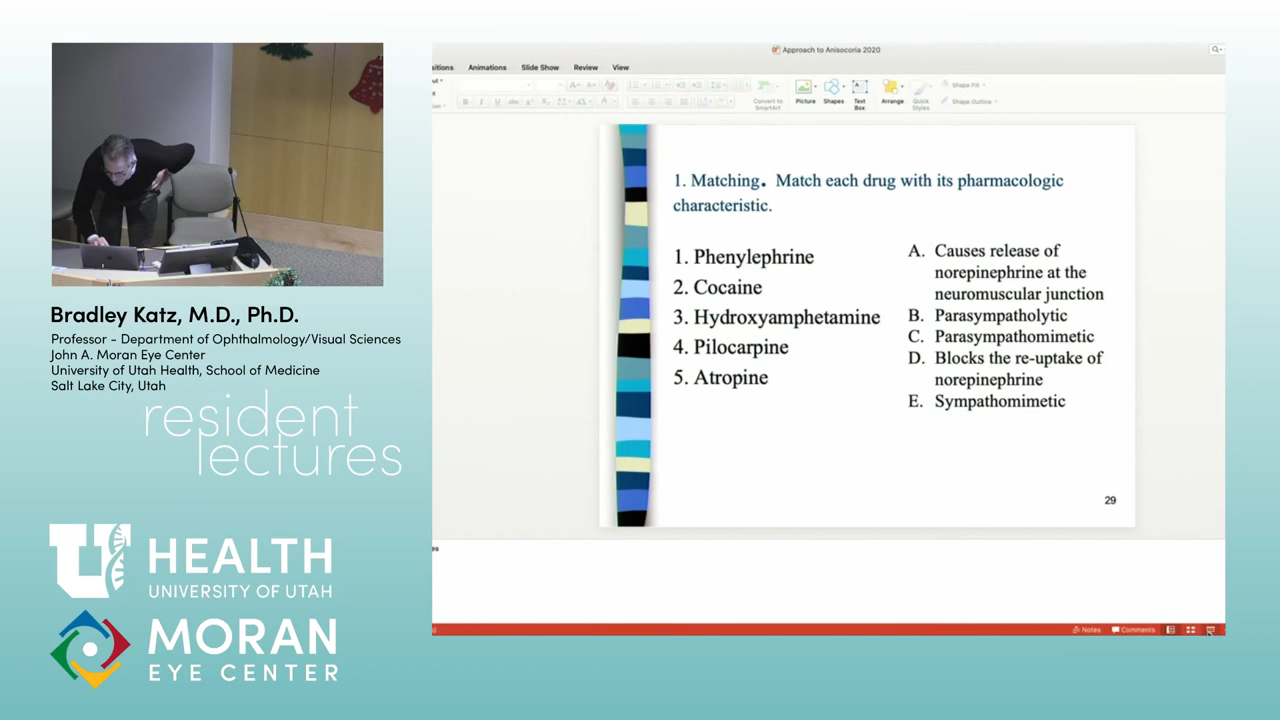 Approach to Anisocoria 2020
Animations
Slide Show
Review
View
Convert to
SmartArt
Picture
Shapes
Text
Box
Arrange
Quick
Styles
Shape Fill
Shape Outline
1. Matching. Match each drug with its pharmacologic
characteristic.
1. Phenylephrine
2. Cocaine
3. Hydroxyamphetamine
4. Pilocarpine
5. Atropine
A. Causes release of
norepinephrine at the
neuromuscular junction
B. Parasympatholytic
C. Parasympathomimetic
D. Blocks the re-uptake of
norepinephrine
E. Sympathomimetic
29
Notes
Comments
Bradley Katz, M.D., Ph.D.
Professor - Department of Ophthalmology/Visual Sciences
John A. Moran Eye Center
University of Utah Health, School of Medicine
Salt Lake City, Utah
resident
lectures
U HEALTH
UNIVERSITY OF UTAH
MORAN
EYE CENTER